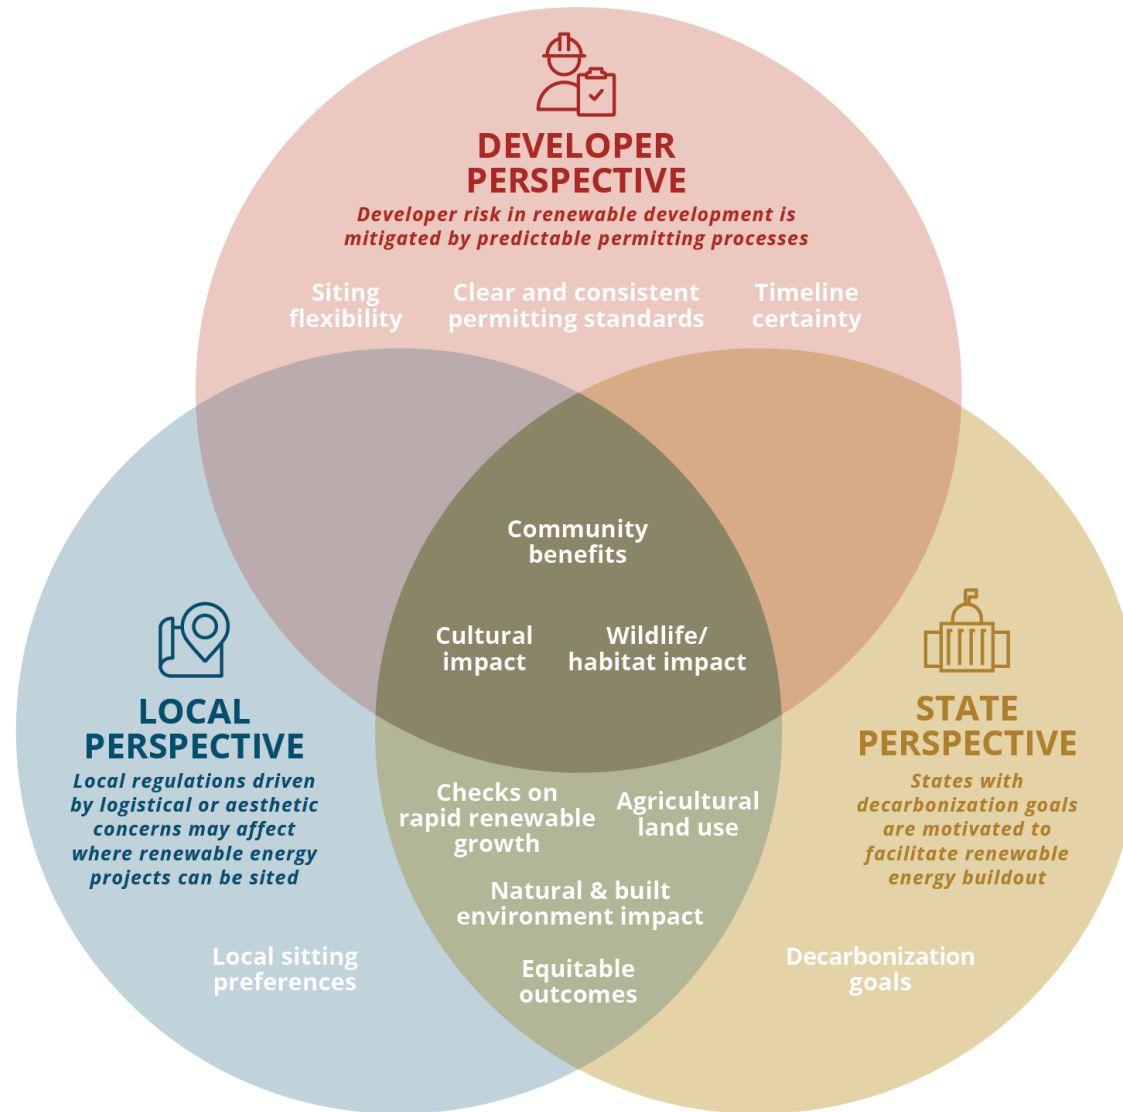 DEVELOPER
PERSPECTIVE
Developer risk in renewable development is
mitigated by predictable permitting processes
Siting
flexibility
Clear and consistent
permitting standards
Timeline
certainty
Community
benefits
Cultural
impact
Wildlife/
habitat impact
LOCAL
PERSPECTIVE
Local regulations driven
by logistical or aesthetic
concerns may affect
where renewable energy
projects can be sited
Local sitting
preferences
Checks on
rapid renewable
growth
Agricultural
land use
Natural & built
environment impact
Equitable
outcomes
STATE
PERSPECTIVE
States with
decarbonization goals
are motivated to
facilitate renewable
energy buildout
Decarbonization
goals